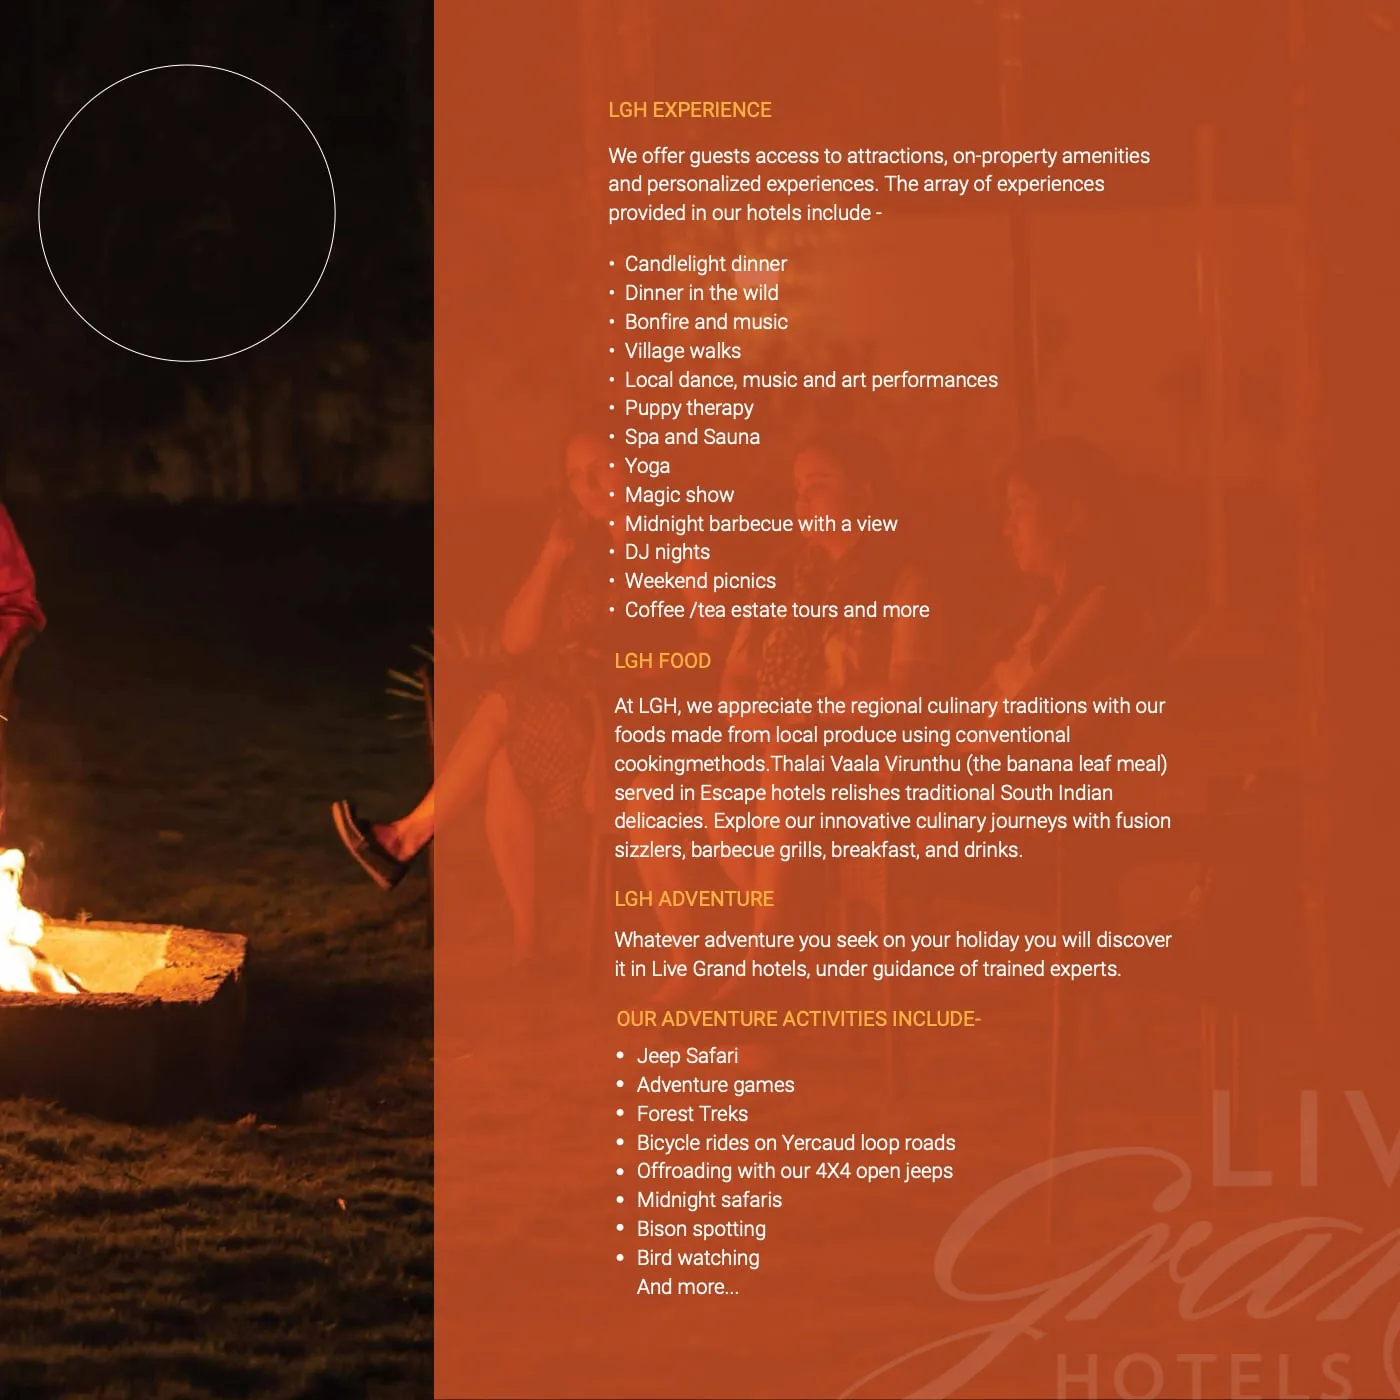 LGH EXPERIENCE
We offer guests access to attractions, on-property amenities
and personalized experiences. The array of experiences
provided in our hotels include -
• Candlelight dinner
• Dinner in the wild
• Bonfire and music
• Village walks
• Local dance, music and art performances
• Puppy therapy
• Spa and Sauna
• Yoga
• Magic show
• Midnight barbecue with a view
• DJ nights
• Weekend picnics
• Coffee /tea estate tours and more
LGH FOOD
At LGH, we appreciate the regional culinary traditions with our
foods made from local produce using conventional
cookingmethods.Thalai Vaala Virunthu (the banana leaf meal)
served in Escape hotels relishes traditional South Indian
delicacies. Explore our innovative culinary journeys with fusion
sizzlers, barbecue grills, breakfast, and drinks.
LGH ADVENTURE
Whatever adventure you seek on your holiday you will discover
it in Live Grand hotels, under guidance of trained experts.
OUR ADVENTURE ACTIVITIES INCLUDE-
• Jeep Safari
• Adventure games
• Forest Treks
• Bicycle rides on Yercaud loop roads
• Offroading with our 4X4 open jeeps
• Midnight safaris
• Bison spotting
• Bird watching
And more...
LIV
Gran
HOTELS